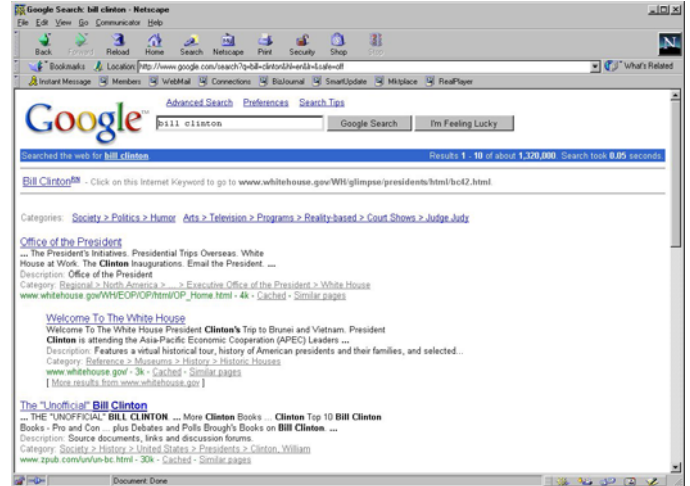 Google Search: bill clinton - Netscape
File Edit View Go Communicator Help
Back Forward Reload Home Search Netscape Print Security Shop Stop
Bookmarks Location: http://www.google.com/search?q=bill+clinton&hl=en&lr=&safe=off What's Related
Instant Message Members WebMail Connections BizJournal SmartUpdate Mktplace RealPlayer
Advanced Search Preferences Search Tips
Google
bill clinton Google Search I'm Feeling Lucky
Searched the web for bill clinton Results 1 - 10 of about 1,320,000. Search took 0.05 seconds.
Bill Clinton - Click on this Internet Keyword to go to www.whitehouse.gov/WH/glimpse/presidents/html/bc42.html.
Categories: Society > Politics > Humor Arts > Television > Programs > Reality-based > Court Shows > Judge Judy
Office of the President
... The President's Initiatives. Presidential Trips Overseas. White
House at Work. The Clinton Inaugurations. Email the President. ...
Description: Office of the President
Category: Regional > North America > ... > Executive Office of the President > White House
www.whitehouse.gov/WH/EOP/OP/html/OP_Home.html - 4k - Cached - Similar pages
Welcome To The White House
Welcome To The White House President Clinton's Trip to Brunei and Vietnam. President
Clinton is attending the Asia-Pacific Economic Cooperation (APEC) Leaders ...
Description: Features a virtual historical tour, history of American presidents and their families, and selected...
Category: Reference > Museums > History > Historic Houses
www.whitehouse.gov/ - 3k - Cached - Similar pages
[ More results from www.whitehouse.gov ]
The "Unofficial" Bill Clinton
... THE "UNOFFICIAL" BILL CLINTON. ... More Clinton Books ... Clinton Top 10 Bill Clinton
Books - Pro and Con ... plus Debates and Polls Brough's Books on Bill Clinton. ...
Description: Source documents, links and discussion forums.
Category: Society > History > United States > Presidents > Clinton, William
www.zpub.com/un/un-bc.html - 30k - Cached - Similar pages
Document: Done